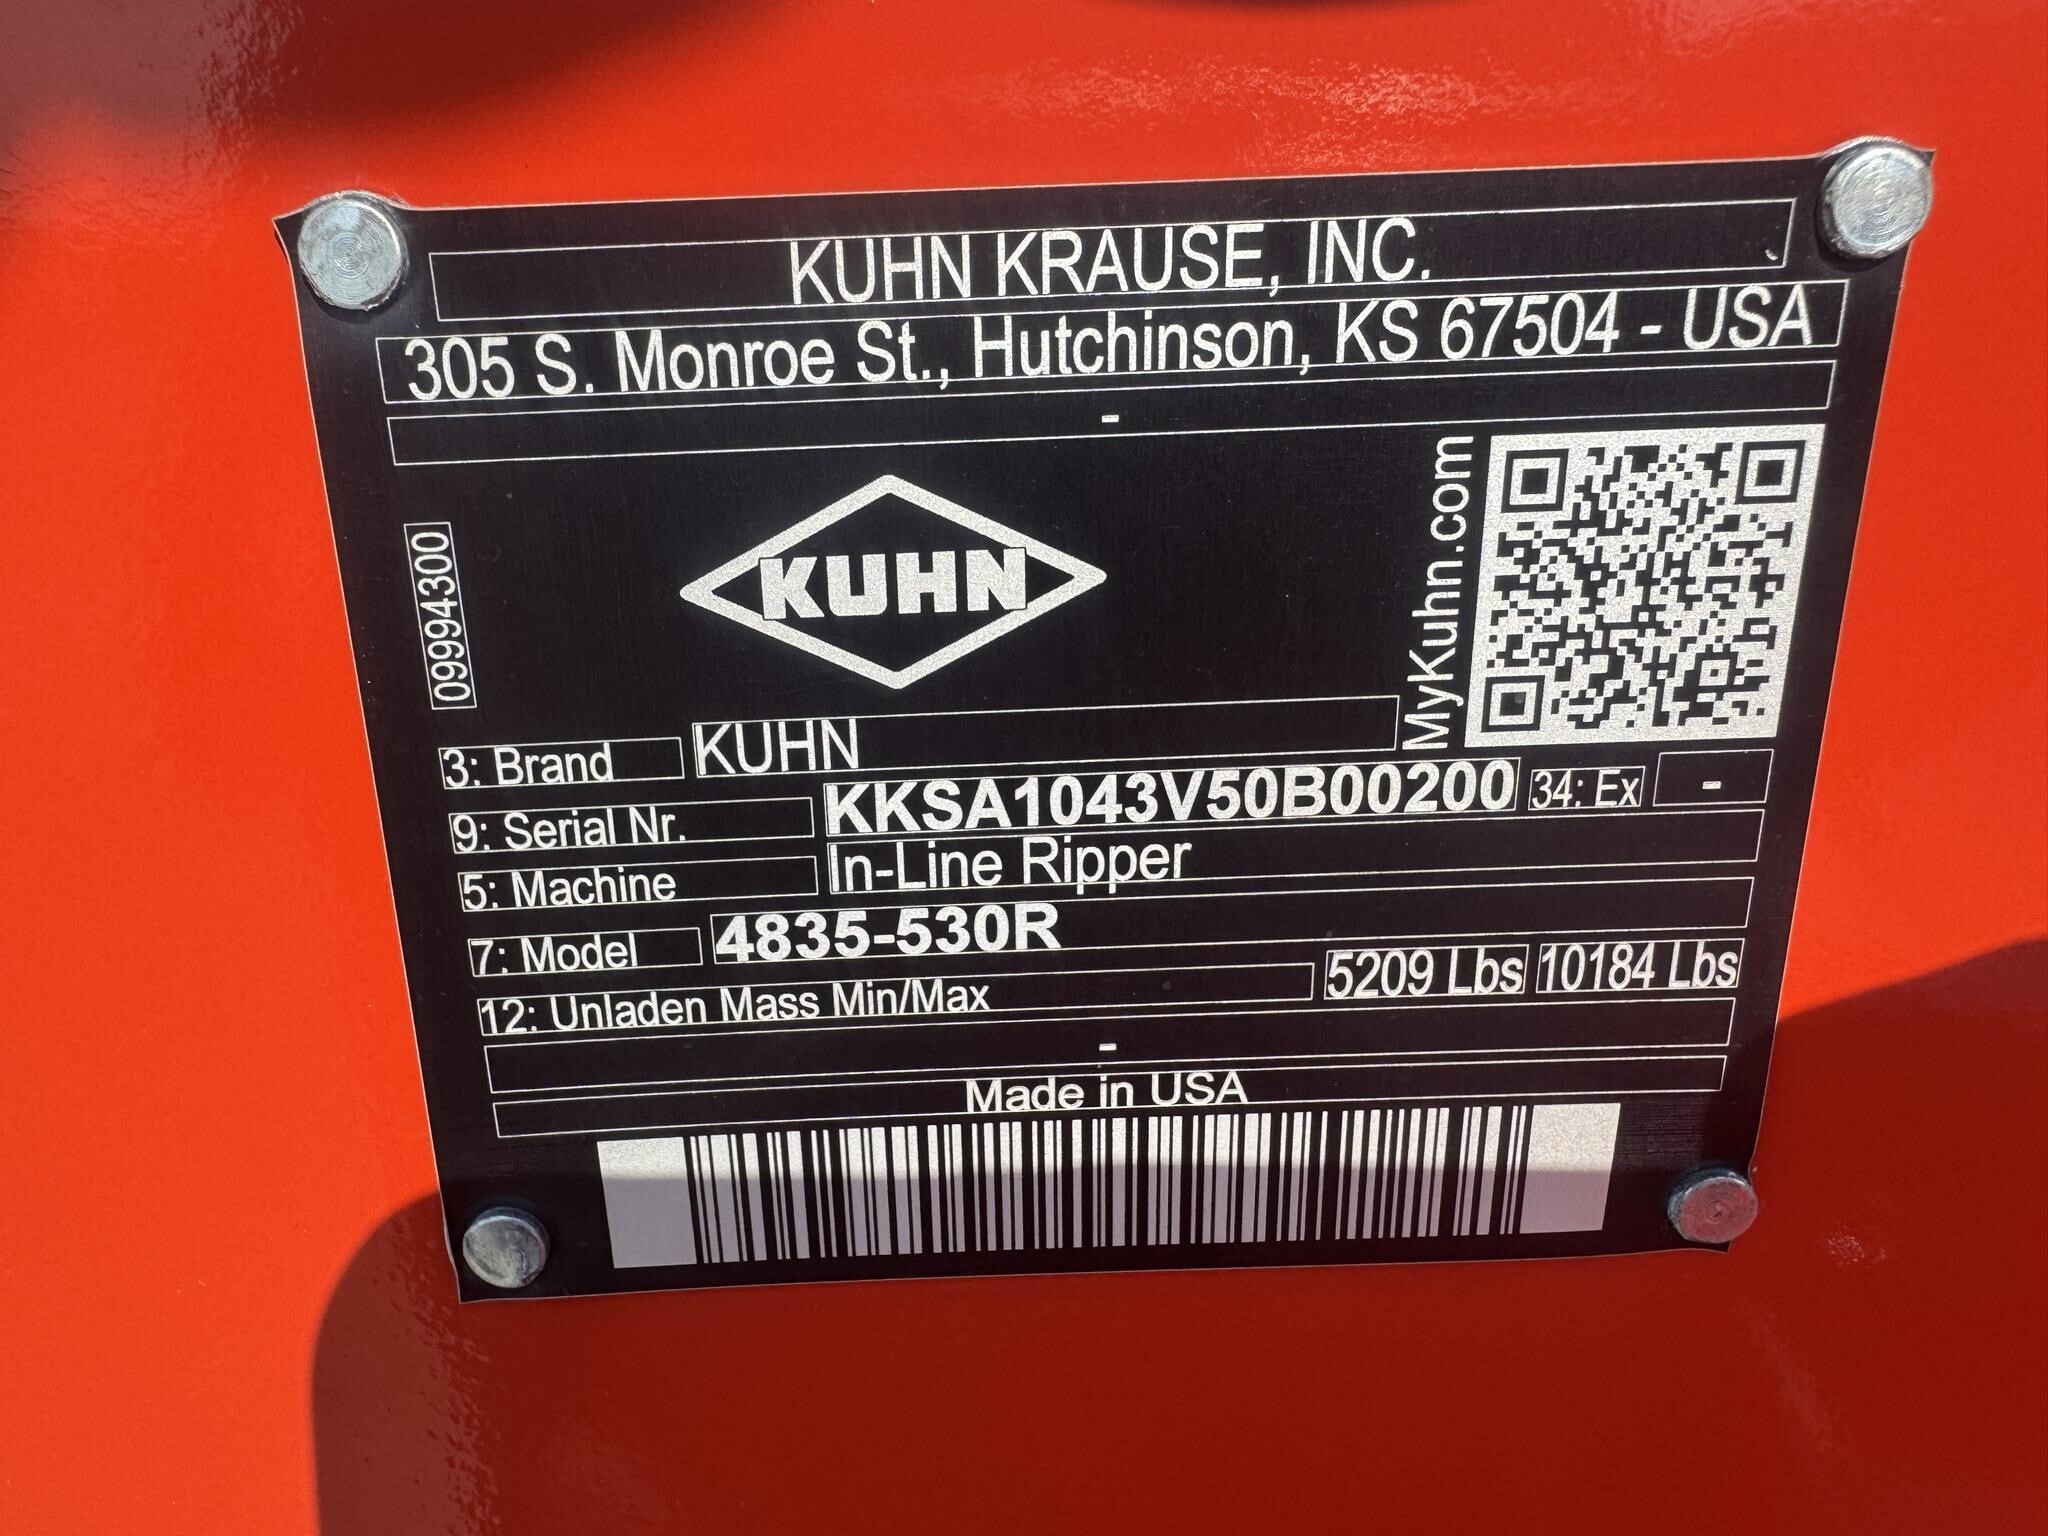 KUHN KRAUSE, INC.
305 S. Monroe St., Hutchinson, KS 67504 - USA
-
09994300
KUHN
MyKuhn.com
3: Brand KUHN
9: Serial Nr. KKSA1043V50B00200 34: Ex -
5: Machine In-Line Ripper
7: Model 4835-530R
12: Unladen Mass Min/Max 5209 Lbs 10184 Lbs
-
Made in USA